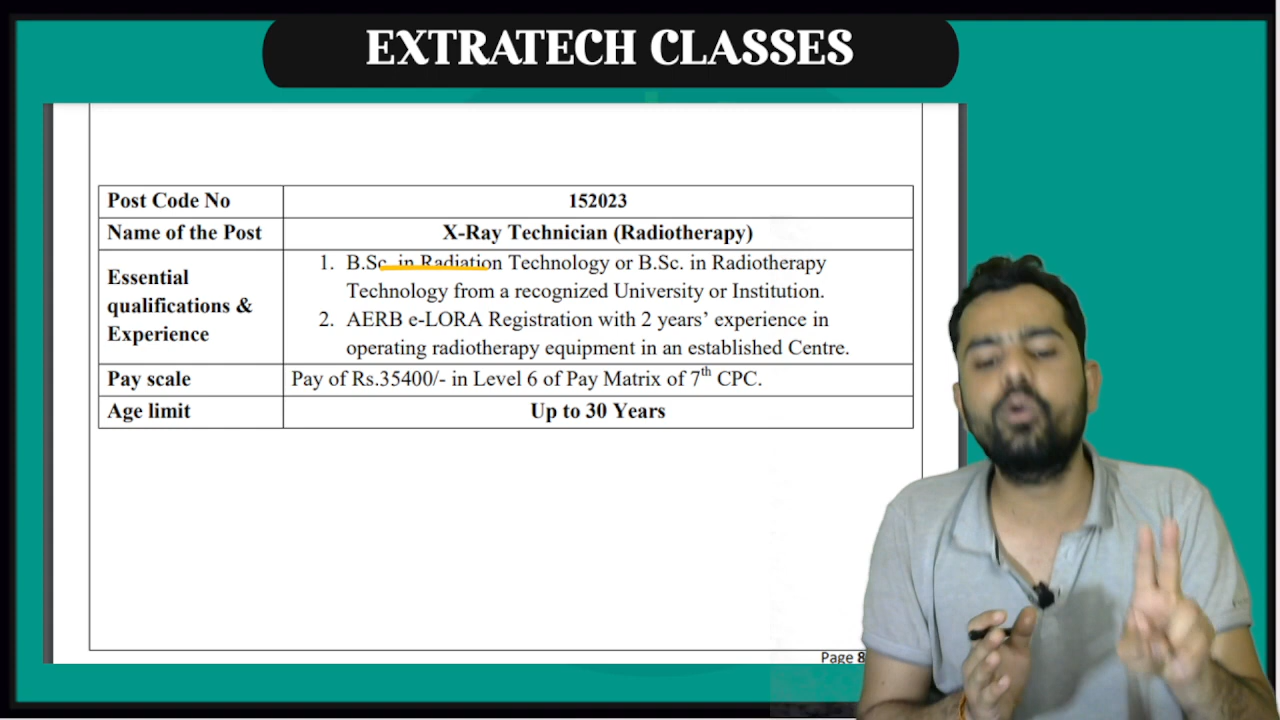 EXTRATECH CLASSES
Post Code No 152023
Name of the Post X-Ray Technician (Radiotherapy)
Essential qualifications & Experience
1. B.Sc. in Radiation Technology or B.Sc. in Radiotherapy
Technology from a recognized University or Institution.
2. AERB e-LORA Registration with 2 years’ experience in
operating radiotherapy equipment in an established Centre.
Pay scale Pay of Rs.35400/- in Level 6 of Pay Matrix of 7th CPC.
Age limit Up to 30 Years
Page 8